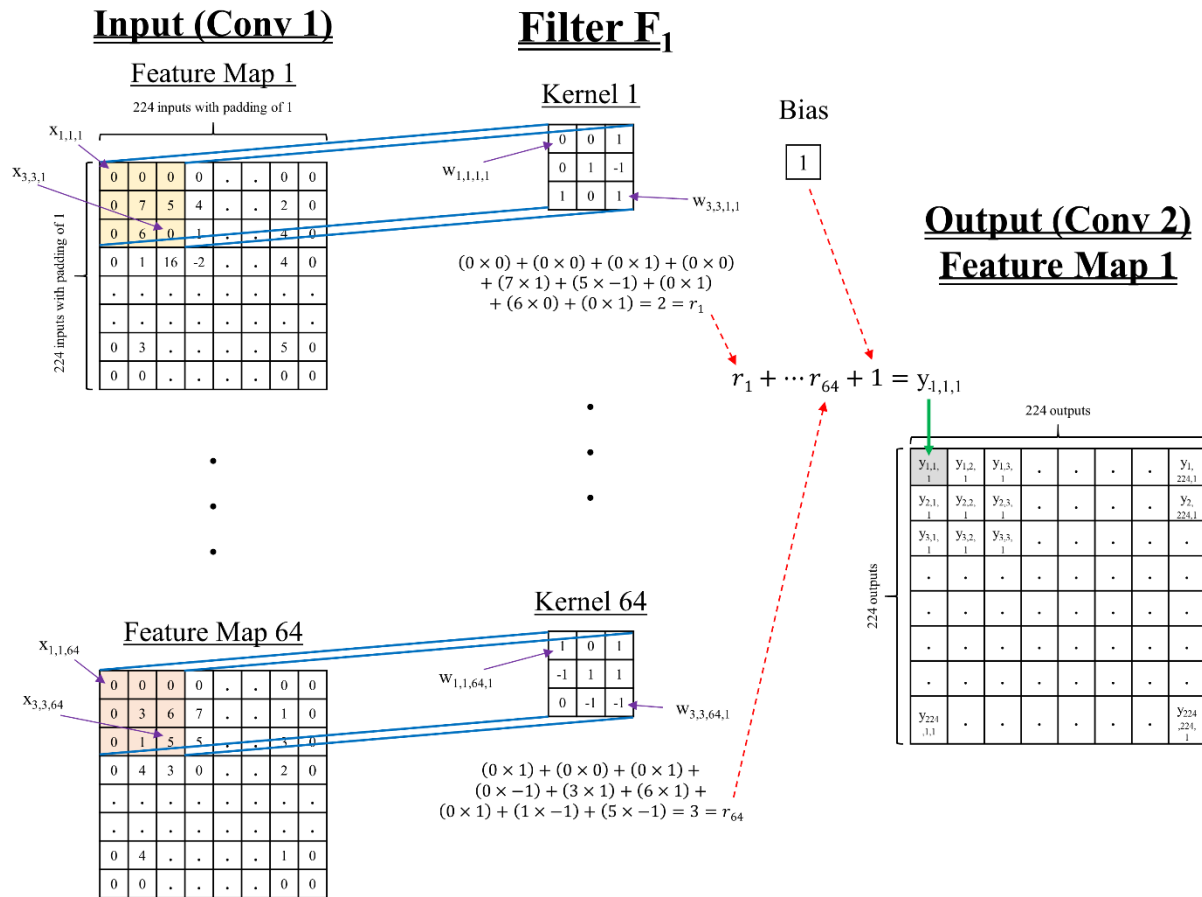 Input (Conv 1)
Filter F1
Feature Map 1
224 inputs with padding of 1
224 inputs with padding of 1
x1,1,1
x3,3,1
0 0 0 0 . . 0 0
0 7 5 4 . . 2 0
0 6 0 1 . . 4 0
0 1 16 -2 . . 4 0
. . . . . . . .
. . . . . . . .
0 3 . . . . 5 0
0 0 . . . . 0 0
Kernel 1
w1,1,1,1
0 0 1
0 1 -1
1 0 1
w3,3,1,1
(0 × 0) + (0 × 0) + (0 × 1) + (0 × 0)
+ (7 × 1) + (5 × −1) + (0 × 1)
+ (6 × 0) + (0 × 1) = 2 = r1
Bias
1
r1 + ⋯ r64 + 1 = y1,1,1
Output (Conv 2)
Feature Map 1
224 outputs
224 outputs
y1,1,1 y1,2,1 y1,3,1 . . . . y1,224,1
y2,1,1 y2,2,1 y2,3,1 . . . . y2,224,1
y3,1,1 y3,2,1 y3,3,1 . . . . .
. . . . . . . .
. . . . . . . .
. . . . . . . .
. . . . . . . .
y224,1,1 . . . . . . y224,224,1
Feature Map 64
x1,1,64
x3,3,64
0 0 0 0 . . 0 0
0 3 6 7 . . 1 0
0 1 5 5 . . 3 0
0 4 3 0 . . 2 0
. . . . . . . .
. . . . . . . .
0 4 . . . . 1 0
0 0 . . . . 0 0
Kernel 64
w1,1,64,1
1 0 1
-1 1 1
0 -1 -1
w3,3,64,1
(0 × 1) + (0 × 0) + (0 × 1) +
(0 × −1) + (3 × 1) + (6 × 1) +
(0 × 1) + (1 × −1) + (5 × −1) = 3 = r64